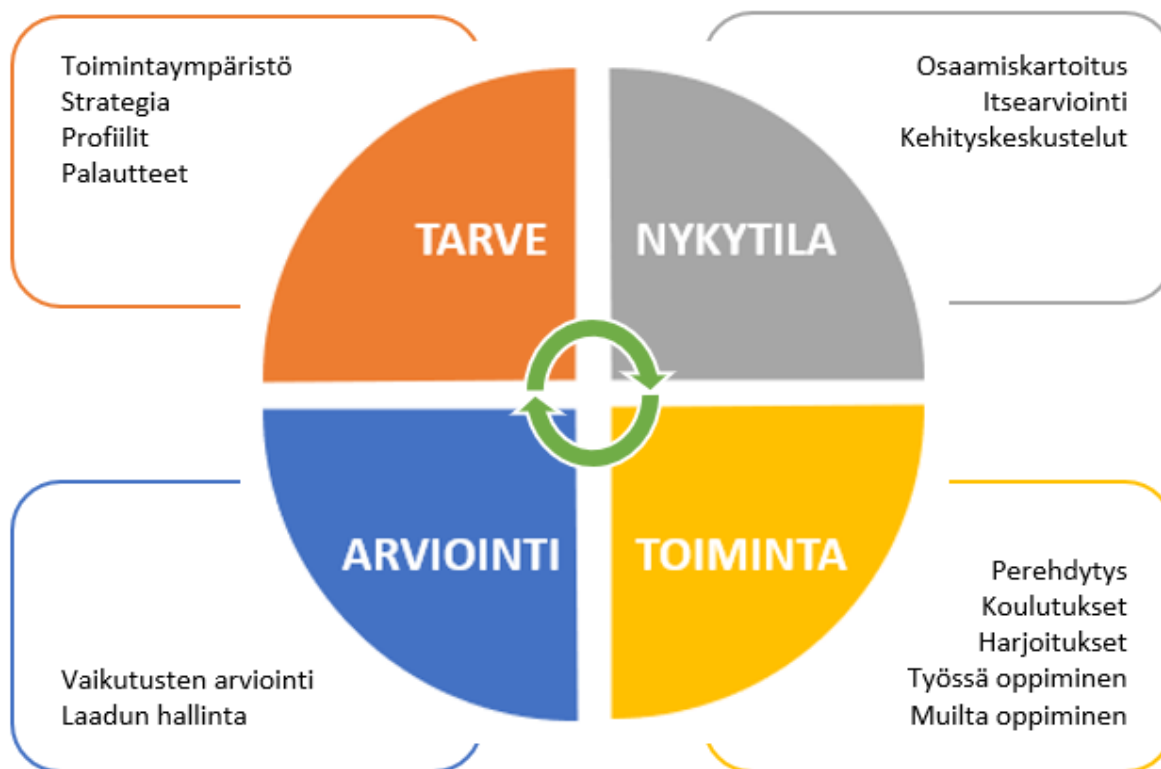 Toimintaympäristö
Strategia
Profiilit
Palautteet
Osaamiskartoitus
Itsearviointi
Kehityskeskustelut
TARVE
NYKYTILA
ARVIOINTI
TOIMINTA
Vaikutusten arviointi
Laadun hallinta
Perehdytys
Koulutukset
Harjoitukset
Työssä oppiminen
Muilta oppiminen